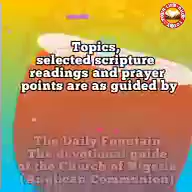 Topics,
selected scripture
readings and prayer
points are as guided by
The Daily Fountain
The devotional guide
of the Church of Nigeria
(Anglican Communion)